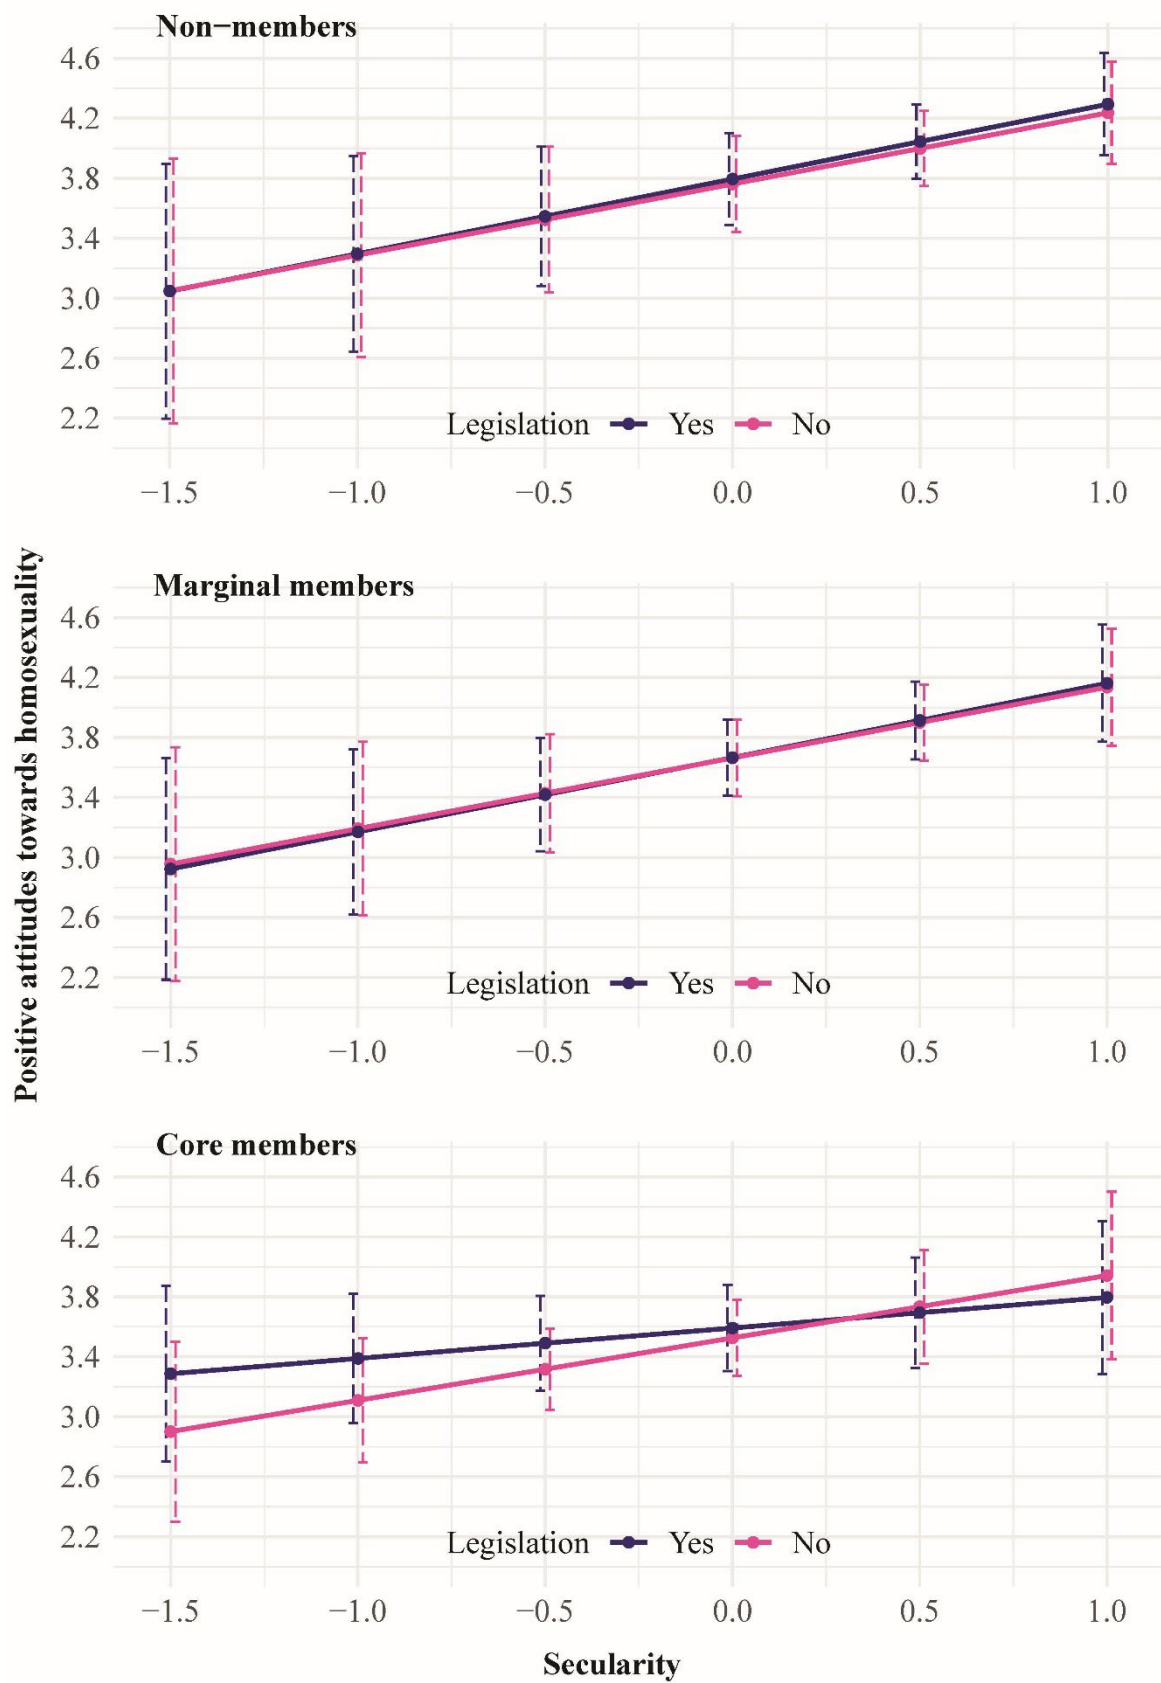 Non−members
4.6
4.2
3.8
3.4
3.0
2.6
2.2
Legislation Yes No
−1.5 −1.0 −0.5 0.0 0.5 1.0
Positive attitudes towards homosexuality
Marginal members
4.6
4.2
3.8
3.4
3.0
2.6
2.2
Legislation Yes No
−1.5 −1.0 −0.5 0.0 0.5 1.0
Core members
4.6
4.2
3.8
3.4
3.0
2.6
2.2
Legislation Yes No
−1.5 −1.0 −0.5 0.0 0.5 1.0
Secularity